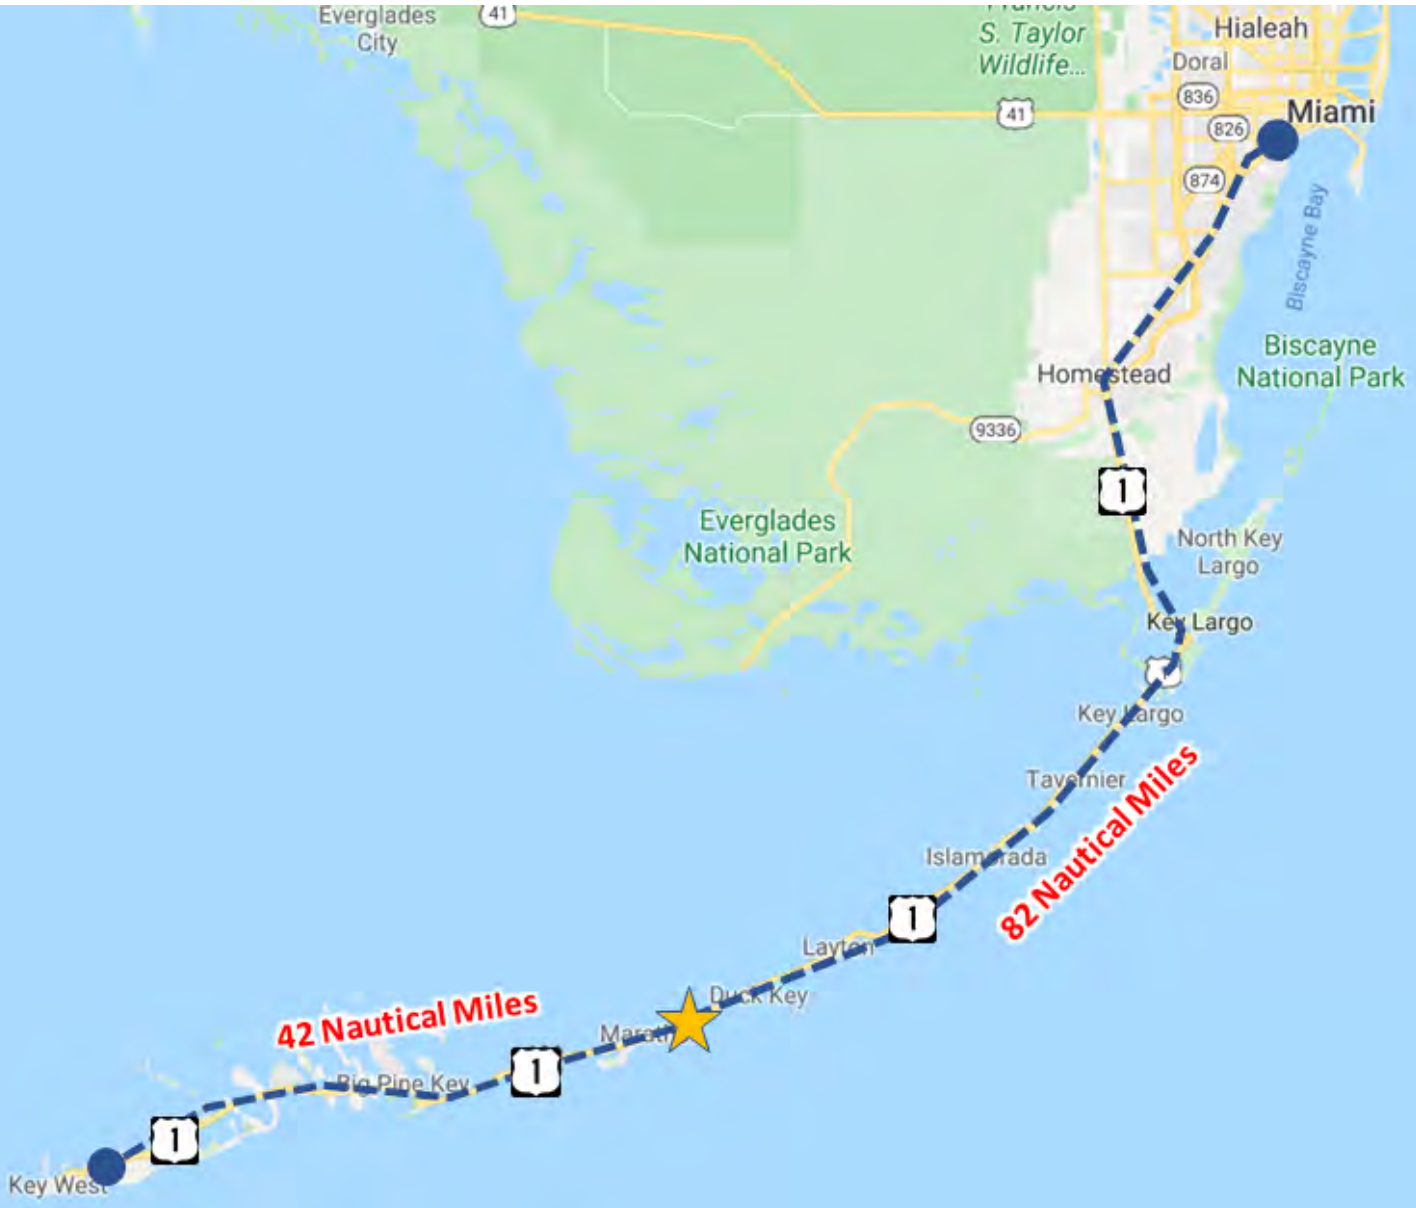 Everglades
City
41
Francis
S. Taylor
Wildlife...
Hialeah
Doral
836
41
Miami
826
874
Biscayne Bay
Biscayne
National Park
Homestead
9336
1
Everglades
National Park
North Key
Largo
Key Largo
Key Largo
Tavernier
82 Nautical Miles
Islamorada
1
Layton
Duck Key
42 Nautical Miles
1
Big Pine Key
1
Key West